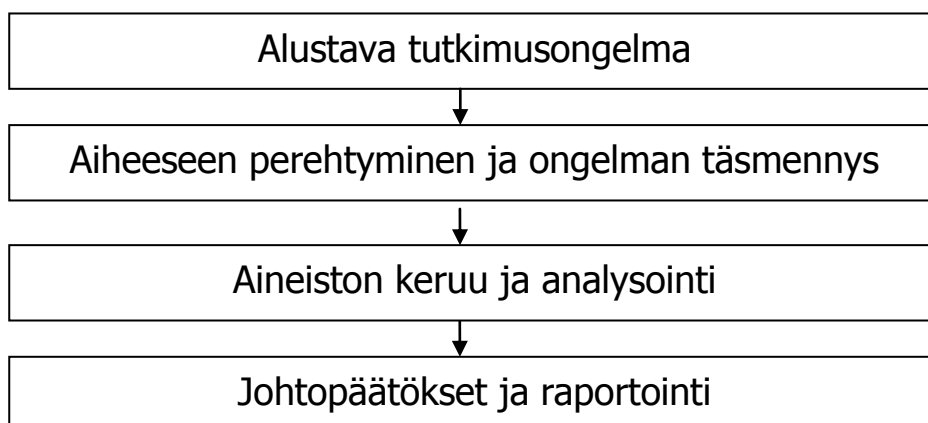 Alustava tutkimusongelma
Aiheeseen perehtyminen ja ongelman täsmennys
Aineiston keruu ja analysointi
Johtopäätökset ja raportointi